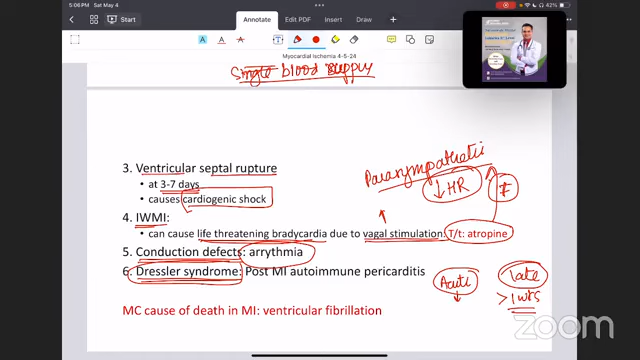 5:06 PM Sat May 4
42%
Annotate Edit PDF Insert Draw
Myocardial Ischemia 4-5-24
Single blood supply
3. Ventricular septal rupture
• at 3-7 days
• causes cardiogenic shock
Parasympathetic
↓ HR
↑
4. IWMI:
• can cause life threatening bradycardia due to vagal stimulation: T/t: atropine
5. Conduction defects: arrythmia
6. Dressler syndrome: Post MI autoimmune pericarditis
Acute
↓
late
> 1 wks
MC cause of death in MI: ventricular fibrillation
zoom